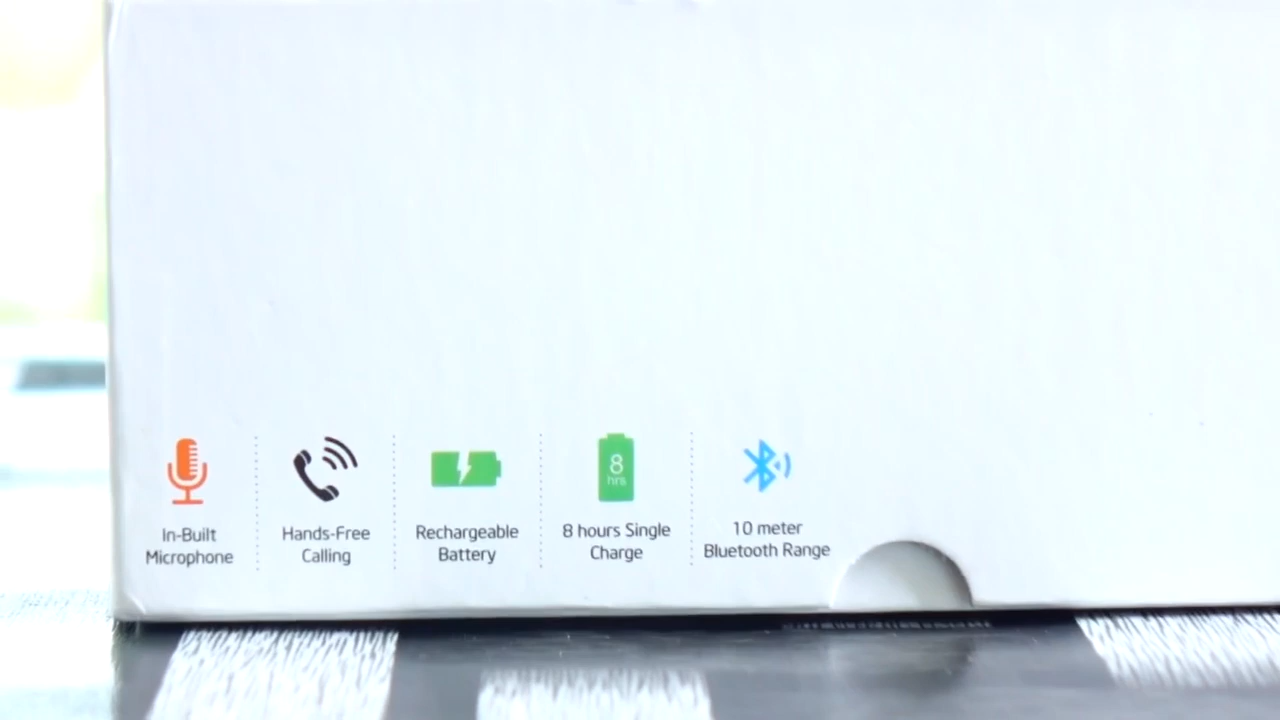 8
hrs
In-Built
Microphone
Hands-Free
Calling
Rechargeable
Battery
8 hours Single
Charge
10 meter
Bluetooth Range